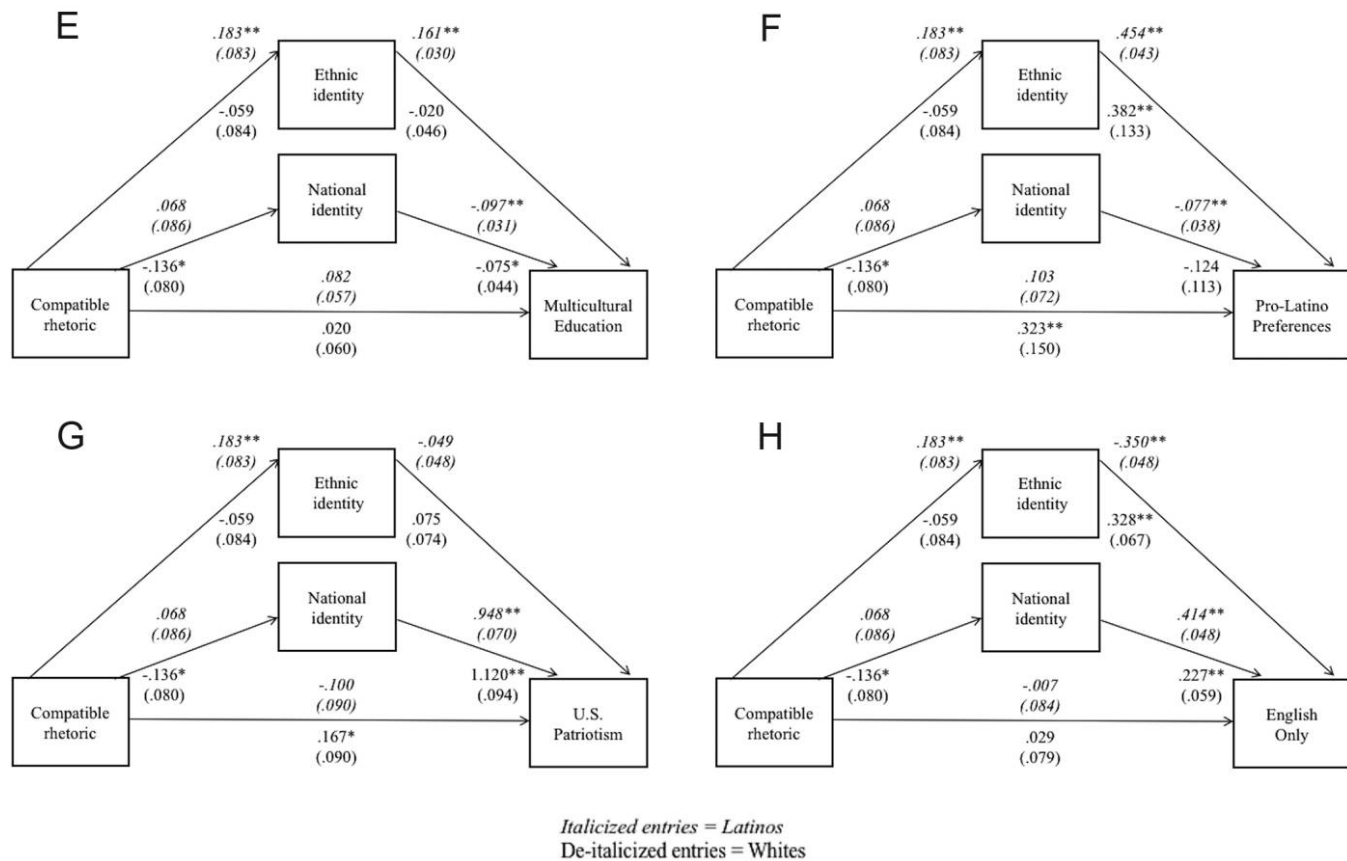 E
.183**
(.083)
.161**
(.030)
Ethnic
identity
-.059
(.084)
-.020
(.046)
National
identity
.068
(.086)
-.097**
(.031)
-.136*
(.080)
-.075*
(.044)
Compatible
rhetoric
.082
(.057)
.020
(.060)
Multicultural
Education
F
.183**
(.083)
.454**
(.043)
Ethnic
identity
-.059
(.084)
.382**
(.133)
National
identity
.068
(.086)
-.077**
(.038)
-.136*
(.080)
-.124
(.113)
Compatible
rhetoric
.103
(.072)
.323**
(.150)
Pro-Latino
Preferences
G
.183**
(.083)
-.049
(.048)
Ethnic
identity
-.059
(.084)
.075
(.074)
National
identity
.068
(.086)
.948**
(.070)
-.136*
(.080)
1.120**
(.094)
Compatible
rhetoric
-.100
(.090)
.167*
(.090)
U.S.
Patriotism
H
.183**
(.083)
-.350**
(.048)
Ethnic
identity
-.059
(.084)
.328**
(.067)
National
identity
.068
(.086)
.414**
(.048)
-.136*
(.080)
.227**
(.059)
Compatible
rhetoric
-.007
(.084)
.029
(.079)
English
Only
Italicized entries = Latinos
De-italicized entries = Whites